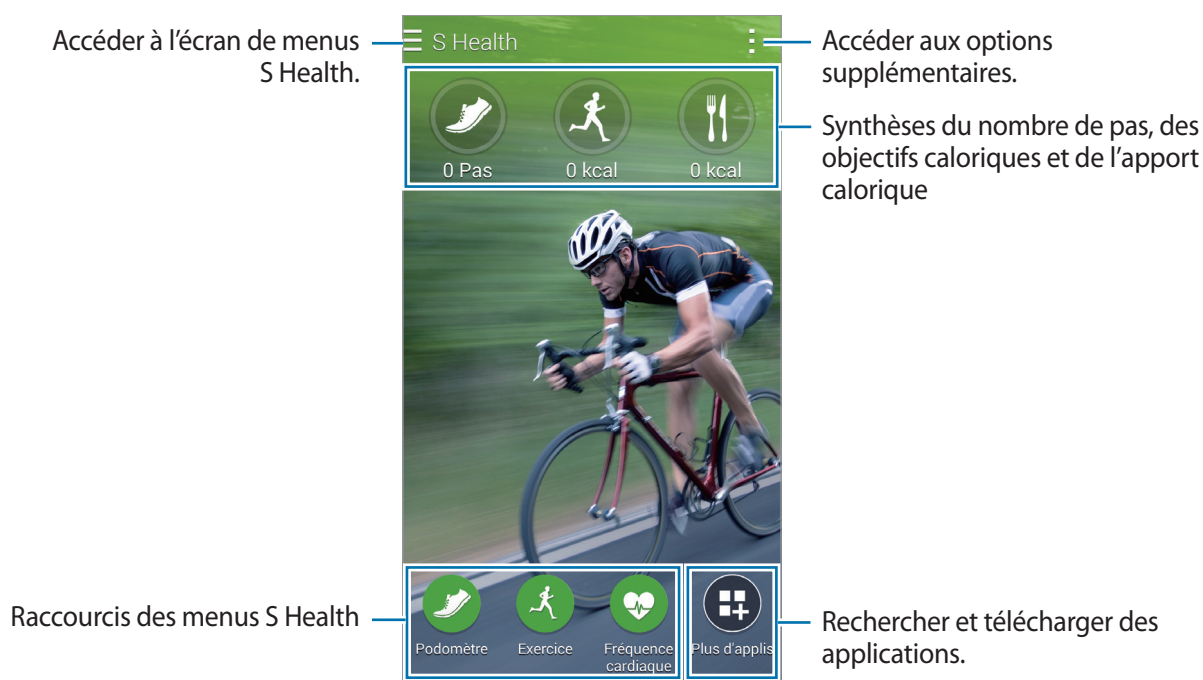 Accéder à l’écran de menus
S Health.
S Health
Accéder aux options
supplémentaires.
0 Pas
0 kcal
0 kcal
Synthèses du nombre de pas, des
objectifs caloriques et de l’apport
calorique
Raccourcis des menus S Health
Podomètre
Exercice
Fréquence
cardiaque
Plus d'applis
Rechercher et télécharger des
applications.